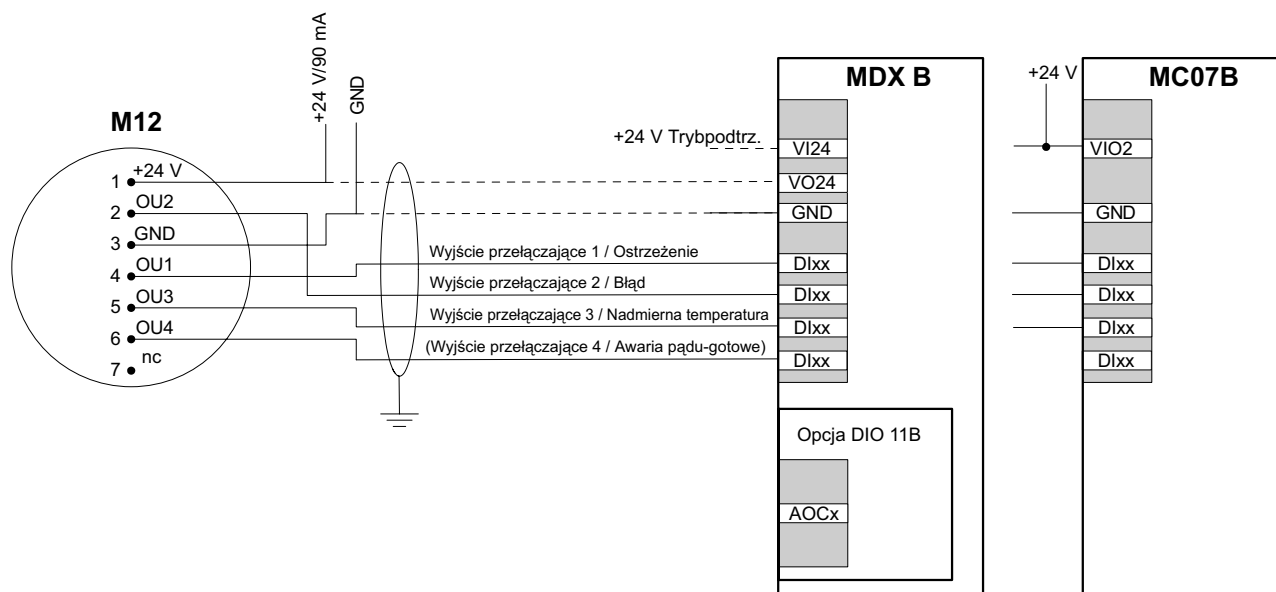 +24 V/90 mA
GND
M12
1 +24 V
2 OU2
3 GND
4 OU1
5 OU3
6 OU4
7 nc
Wyjście przełączające 1 / Ostrzeżenie
Wyjście przełączające 2 / Błąd
Wyjście przełączające 3 / Nadmierna temperatura
(Wyjście przełączające 4 / Awaria pądu-gotowe)
+24 V Trybpodtrz.
MDX B
VI24
VO24
GND
DIxx
DIxx
DIxx
DIxx
Opcja DIO 11B
AOCx
+24 V
MC07B
VIO2
GND
DIxx
DIxx
DIxx
DIxx